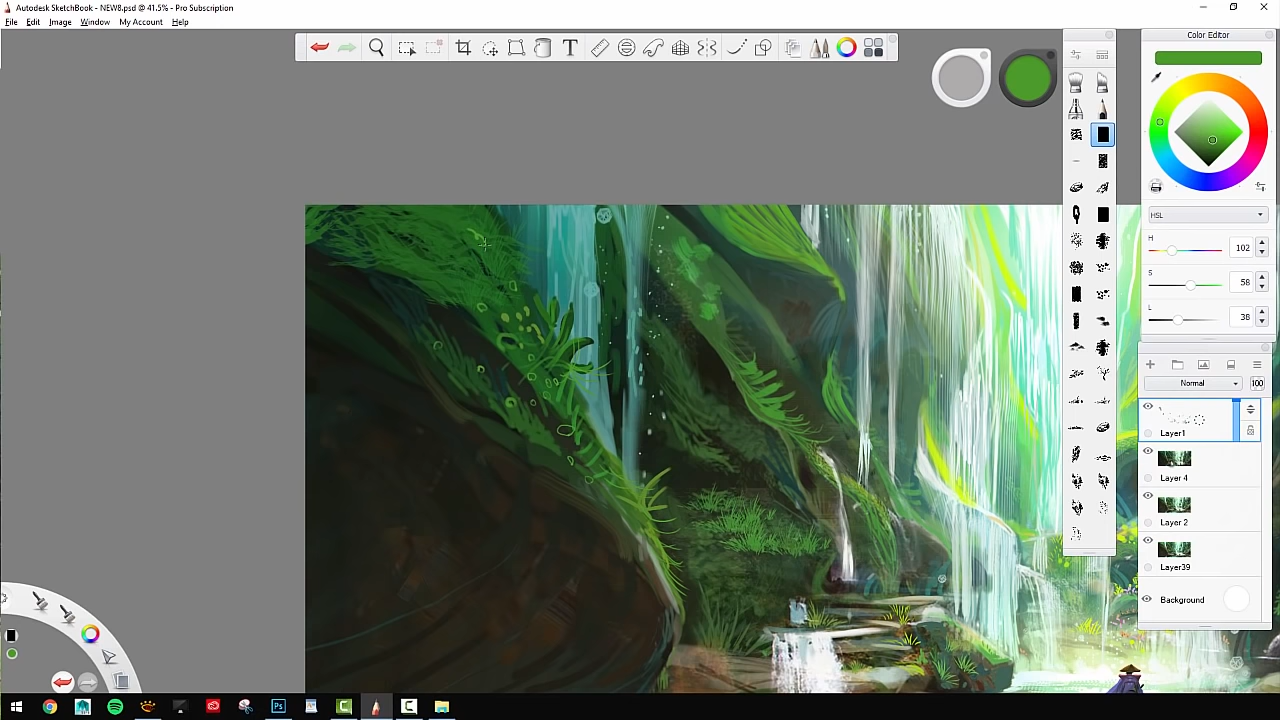 Autodesk SketchBook - NEW8.psd @ 41.5% - Pro Subscription
File Edit Image Window My Account Help
T
Color Editor
HSL
H 102
S 58
L 38
Normal 100
Layer1
Layer 4
Layer 2
Layer39
Background
Ps